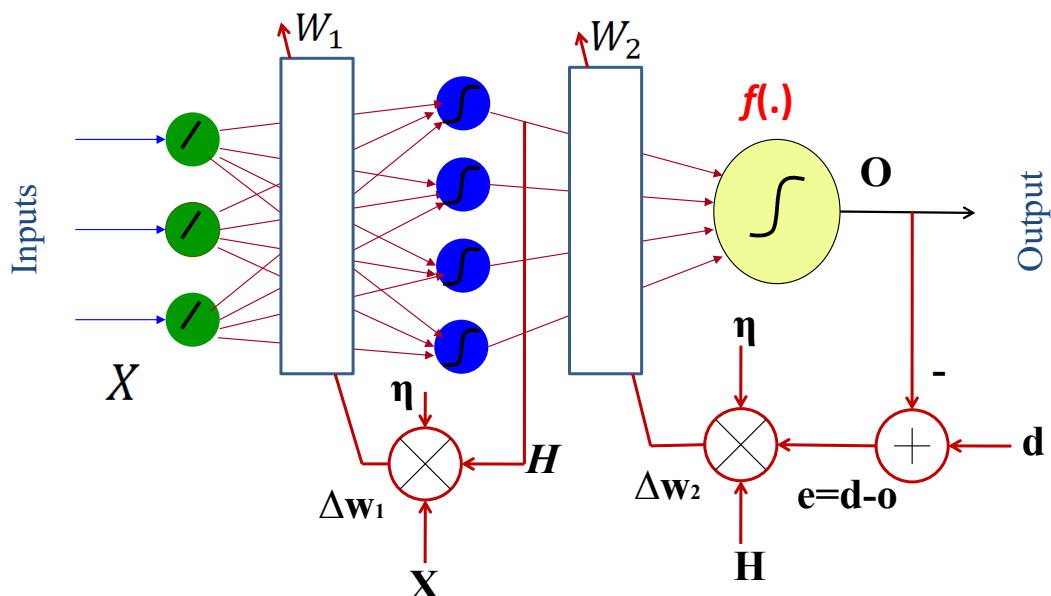 W₁
W₂
f(.)
Inputs
O
Output
X
η
η
-
H
d
Δw₁
Δw₂
e=d-o
X
H